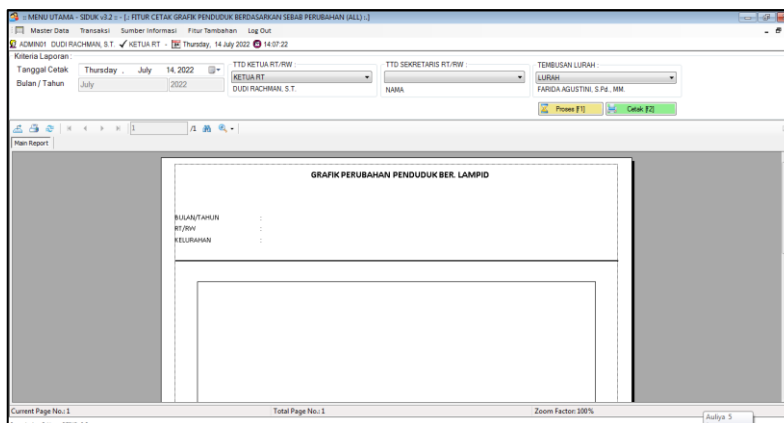 :: MENU UTAMA - SIDUK v3.2 :: - [.: FITUR CETAK GRAFIK PENDUDUK BERDASARKAN SEBAB PERUBAHAN (ALL) :.]
Master Data Transaksi Sumber Informasi Fitur Tambahan Log Out
ADMIN01 DUDI RACHMAN, S.T. KETUA RT - Thursday, 14 July 2022 14:07:22
Kriteria Laporan :
Tanggal Cetak Thursday , July 14, 2022
Bulan / Tahun July 2022
TTD KETUA RT/RW :
KETUA RT
DUDI RACHMAN, S.T.
TTD SEKRETARIS RT/RW :
NAMA
TEMBUSAN LURAH :
LURAH
FARIDA AGUSTINI, S.Pd., MM.
Proses [F1] Cetak [F2]
1 /1
Main Report
GRAFIK PERUBAHAN PENDUDUK BER. LAMPID
BULAN/TAHUN :
RT/RW :
KELURAHAN :
Current Page No.: 1 Total Page No.: 1 Zoom Factor: 100%
Auliya 5